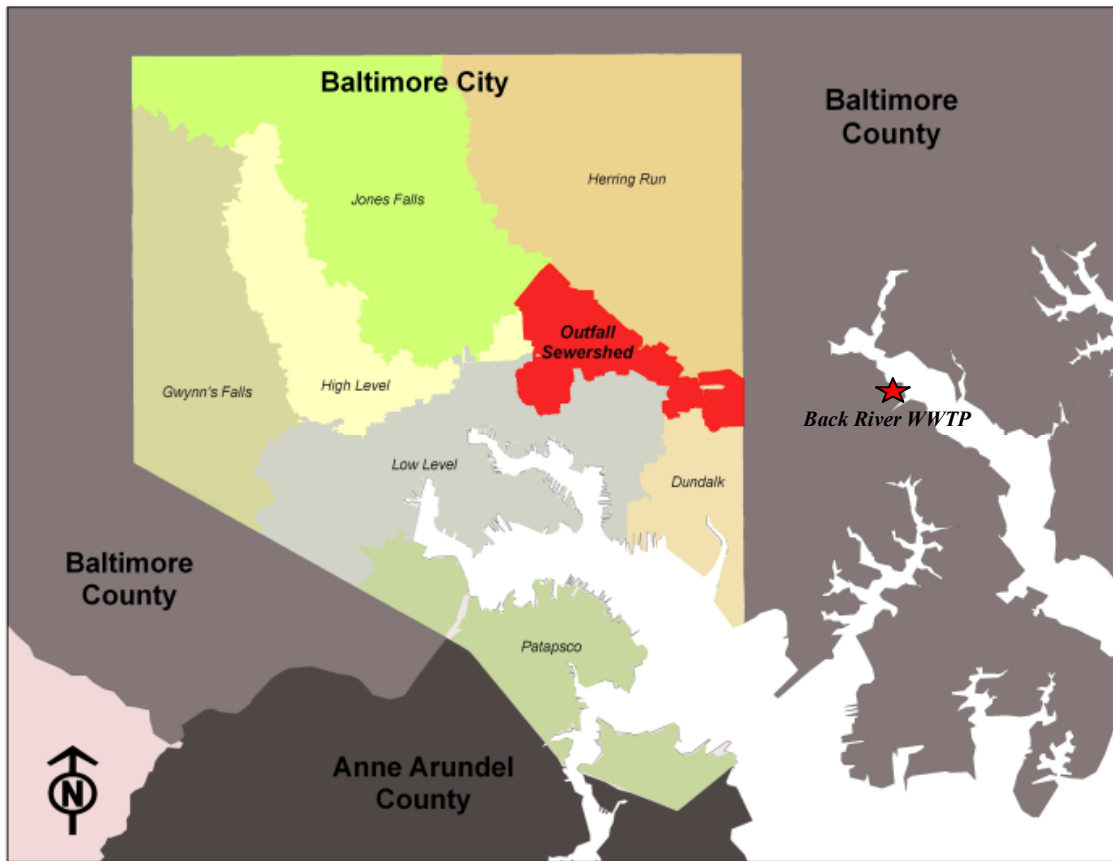 Baltimore City
Baltimore
County
Herring Run
Jones Falls
Outfall
Sewershed
High Level
Gwynn's Falls
Back River WWTP
Low Level
Dundalk
Baltimore
County
Patapsco
Anne Arundel
County
N